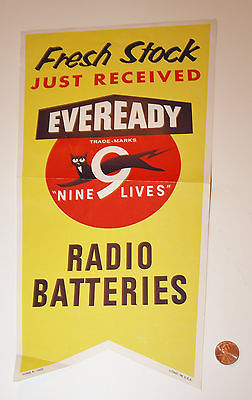 Fresh Stock
JUST RECEIVED
EVEREADY
TRADE-MARKS
9
"NINE LIVES"
RADIO
BATTERIES